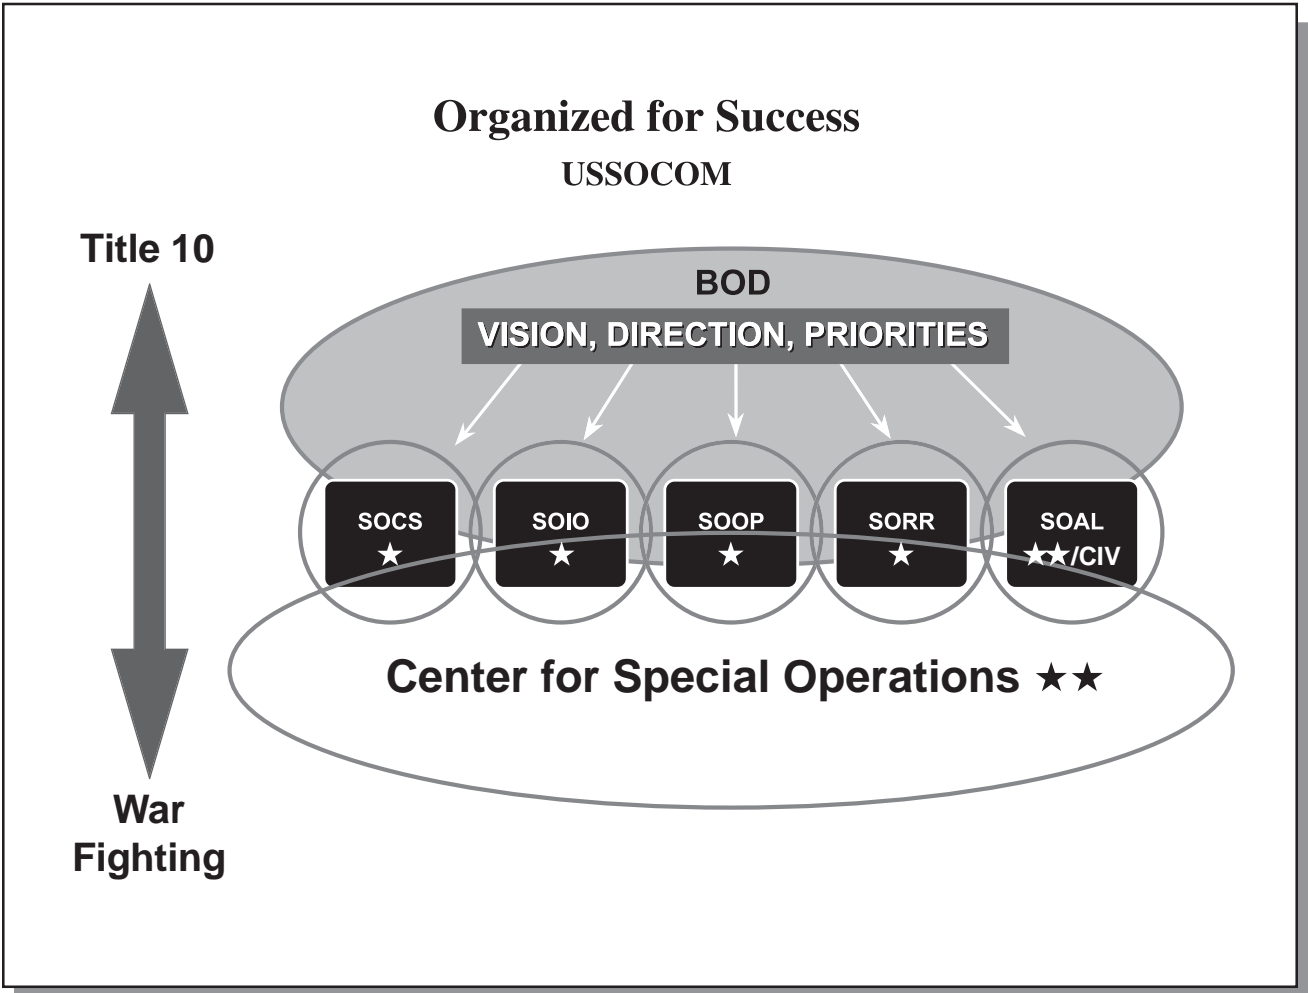 Organized for Success
USSOCOM
Title 10
BOD
VISION, DIRECTION, PRIORITIES
SOCS
★
SOIO
★
SOOP
★
SORR
★
SOAL
★★/CIV
Center for Special Operations ★★
War
Fighting